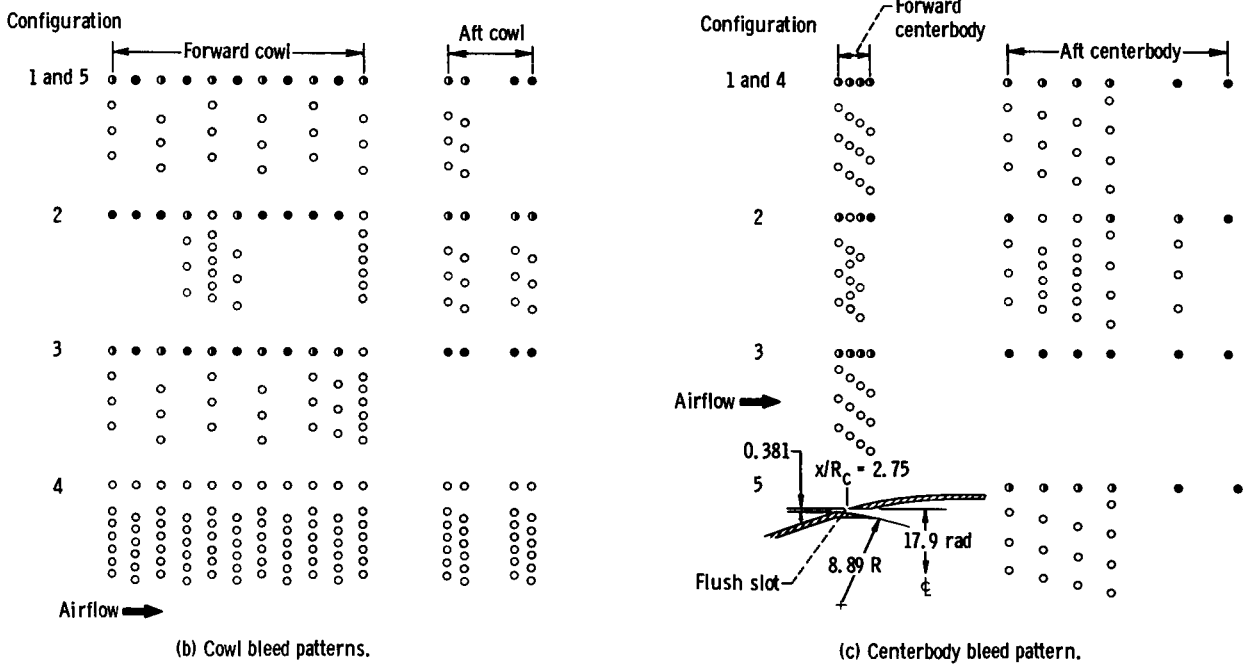 Configuration
Forward cowl
Aft cowl
1 and 5
2
3
4
Airflow
(b) Cowl bleed patterns.
Configuration
Forward
centerbody
Aft centerbody
1 and 4
2
3
Airflow
0.381
x/RC = 2.75
5
17.9 rad
8.89 R
Flush slot
℄
(c) Centerbody bleed pattern.